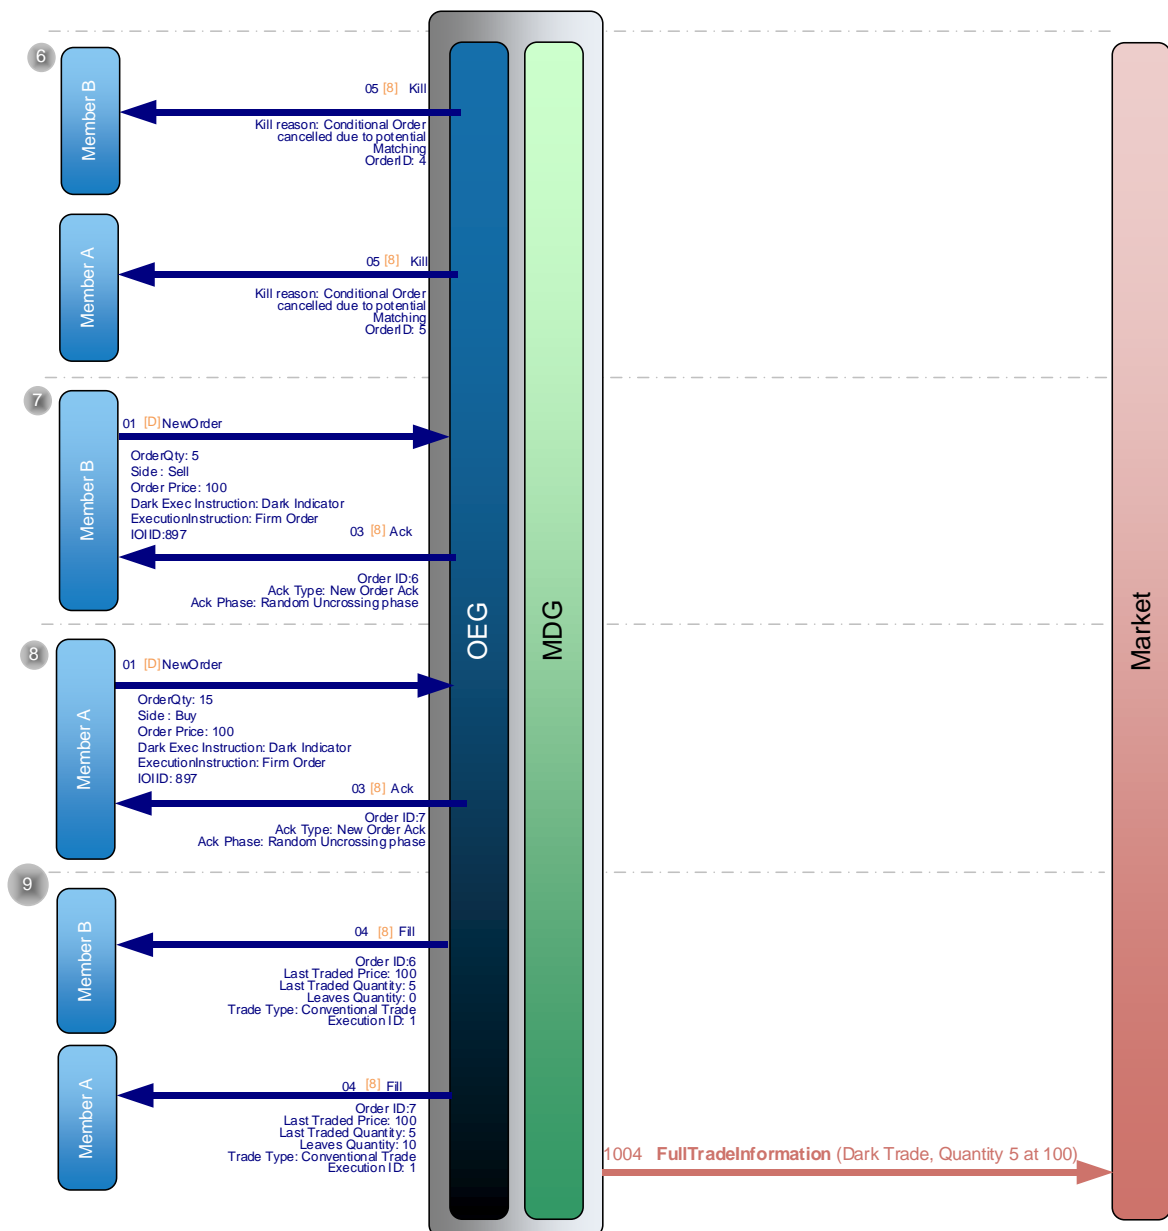 6
Member B
05 [8] Kill
Kill reason: Conditional Order
cancelled due to potential
Matching
OrderID: 4
Member A
05 [8] Kill
Kill reason: Conditional Order
cancelled due to potential
Matching
OrderID: 5
7
Member B
01 [D] NewOrder
OrderQty: 5
Side : Sell
Order Price: 100
Dark Exec Instruction: Dark Indicator
ExecutionInstruction: Firm Order
IOIID:897
03 [8] Ack
Order ID:6
Ack Type: New Order Ack
Ack Phase: Random Uncrossing phase
OEG
MDG
Market
8
Member A
01 [D] NewOrder
OrderQty: 15
Side : Buy
Order Price: 100
Dark Exec Instruction: Dark Indicator
ExecutionInstruction: Firm Order
IOIID: 897
03 [8] Ack
Order ID:7
Ack Type: New Order Ack
Ack Phase: Random Uncrossing phase
9
Member B
04 [8] Fill
Order ID:6
Last Traded Price: 100
Last Traded Quantity: 5
Leaves Quantity: 0
Trade Type: Conventional Trade
Execution ID: 1
Member A
04 [8] Fill
Order ID:7
Last Traded Price: 100
Last Traded Quantity: 5
Leaves Quantity: 10
Trade Type: Conventional Trade
Execution ID: 1
1004 FullTradeInformation (Dark Trade, Quantity 5 at 100)